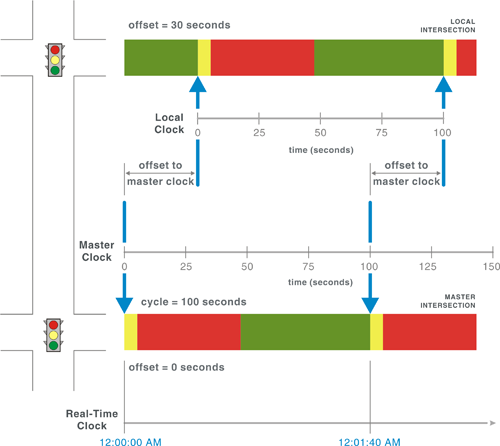 offset = 30 seconds
LOCAL
INTERSECTION
Local
Clock
0 25 50 75 100
time (seconds)
offset to
master clock
offset to
master clock
Master
Clock
0 25 50 75 100 125 150
time (seconds)
cycle = 100 seconds
MASTER
INTERSECTION
offset = 0 seconds
Real-Time
Clock
12:00:00 AM 12:01:40 AM